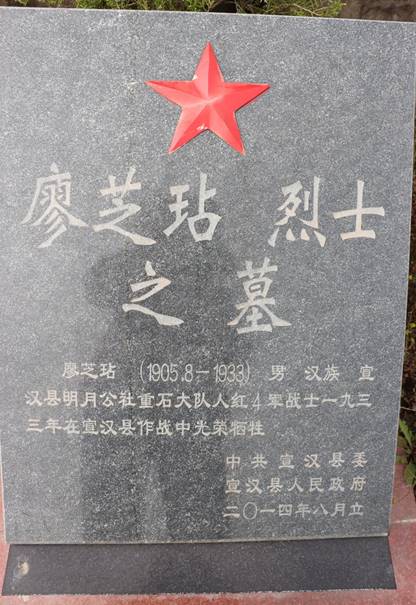 廖芝玷 烈士
之 墓
廖芝玷 (1905.8—1933) 男 汉族 宣
汉县明月公社重石大队人红4军战士一九三
三年在宣汉县作战中光荣牺牲
中共宣汉县委
宣汉县人民政府
二〇一四年八月立